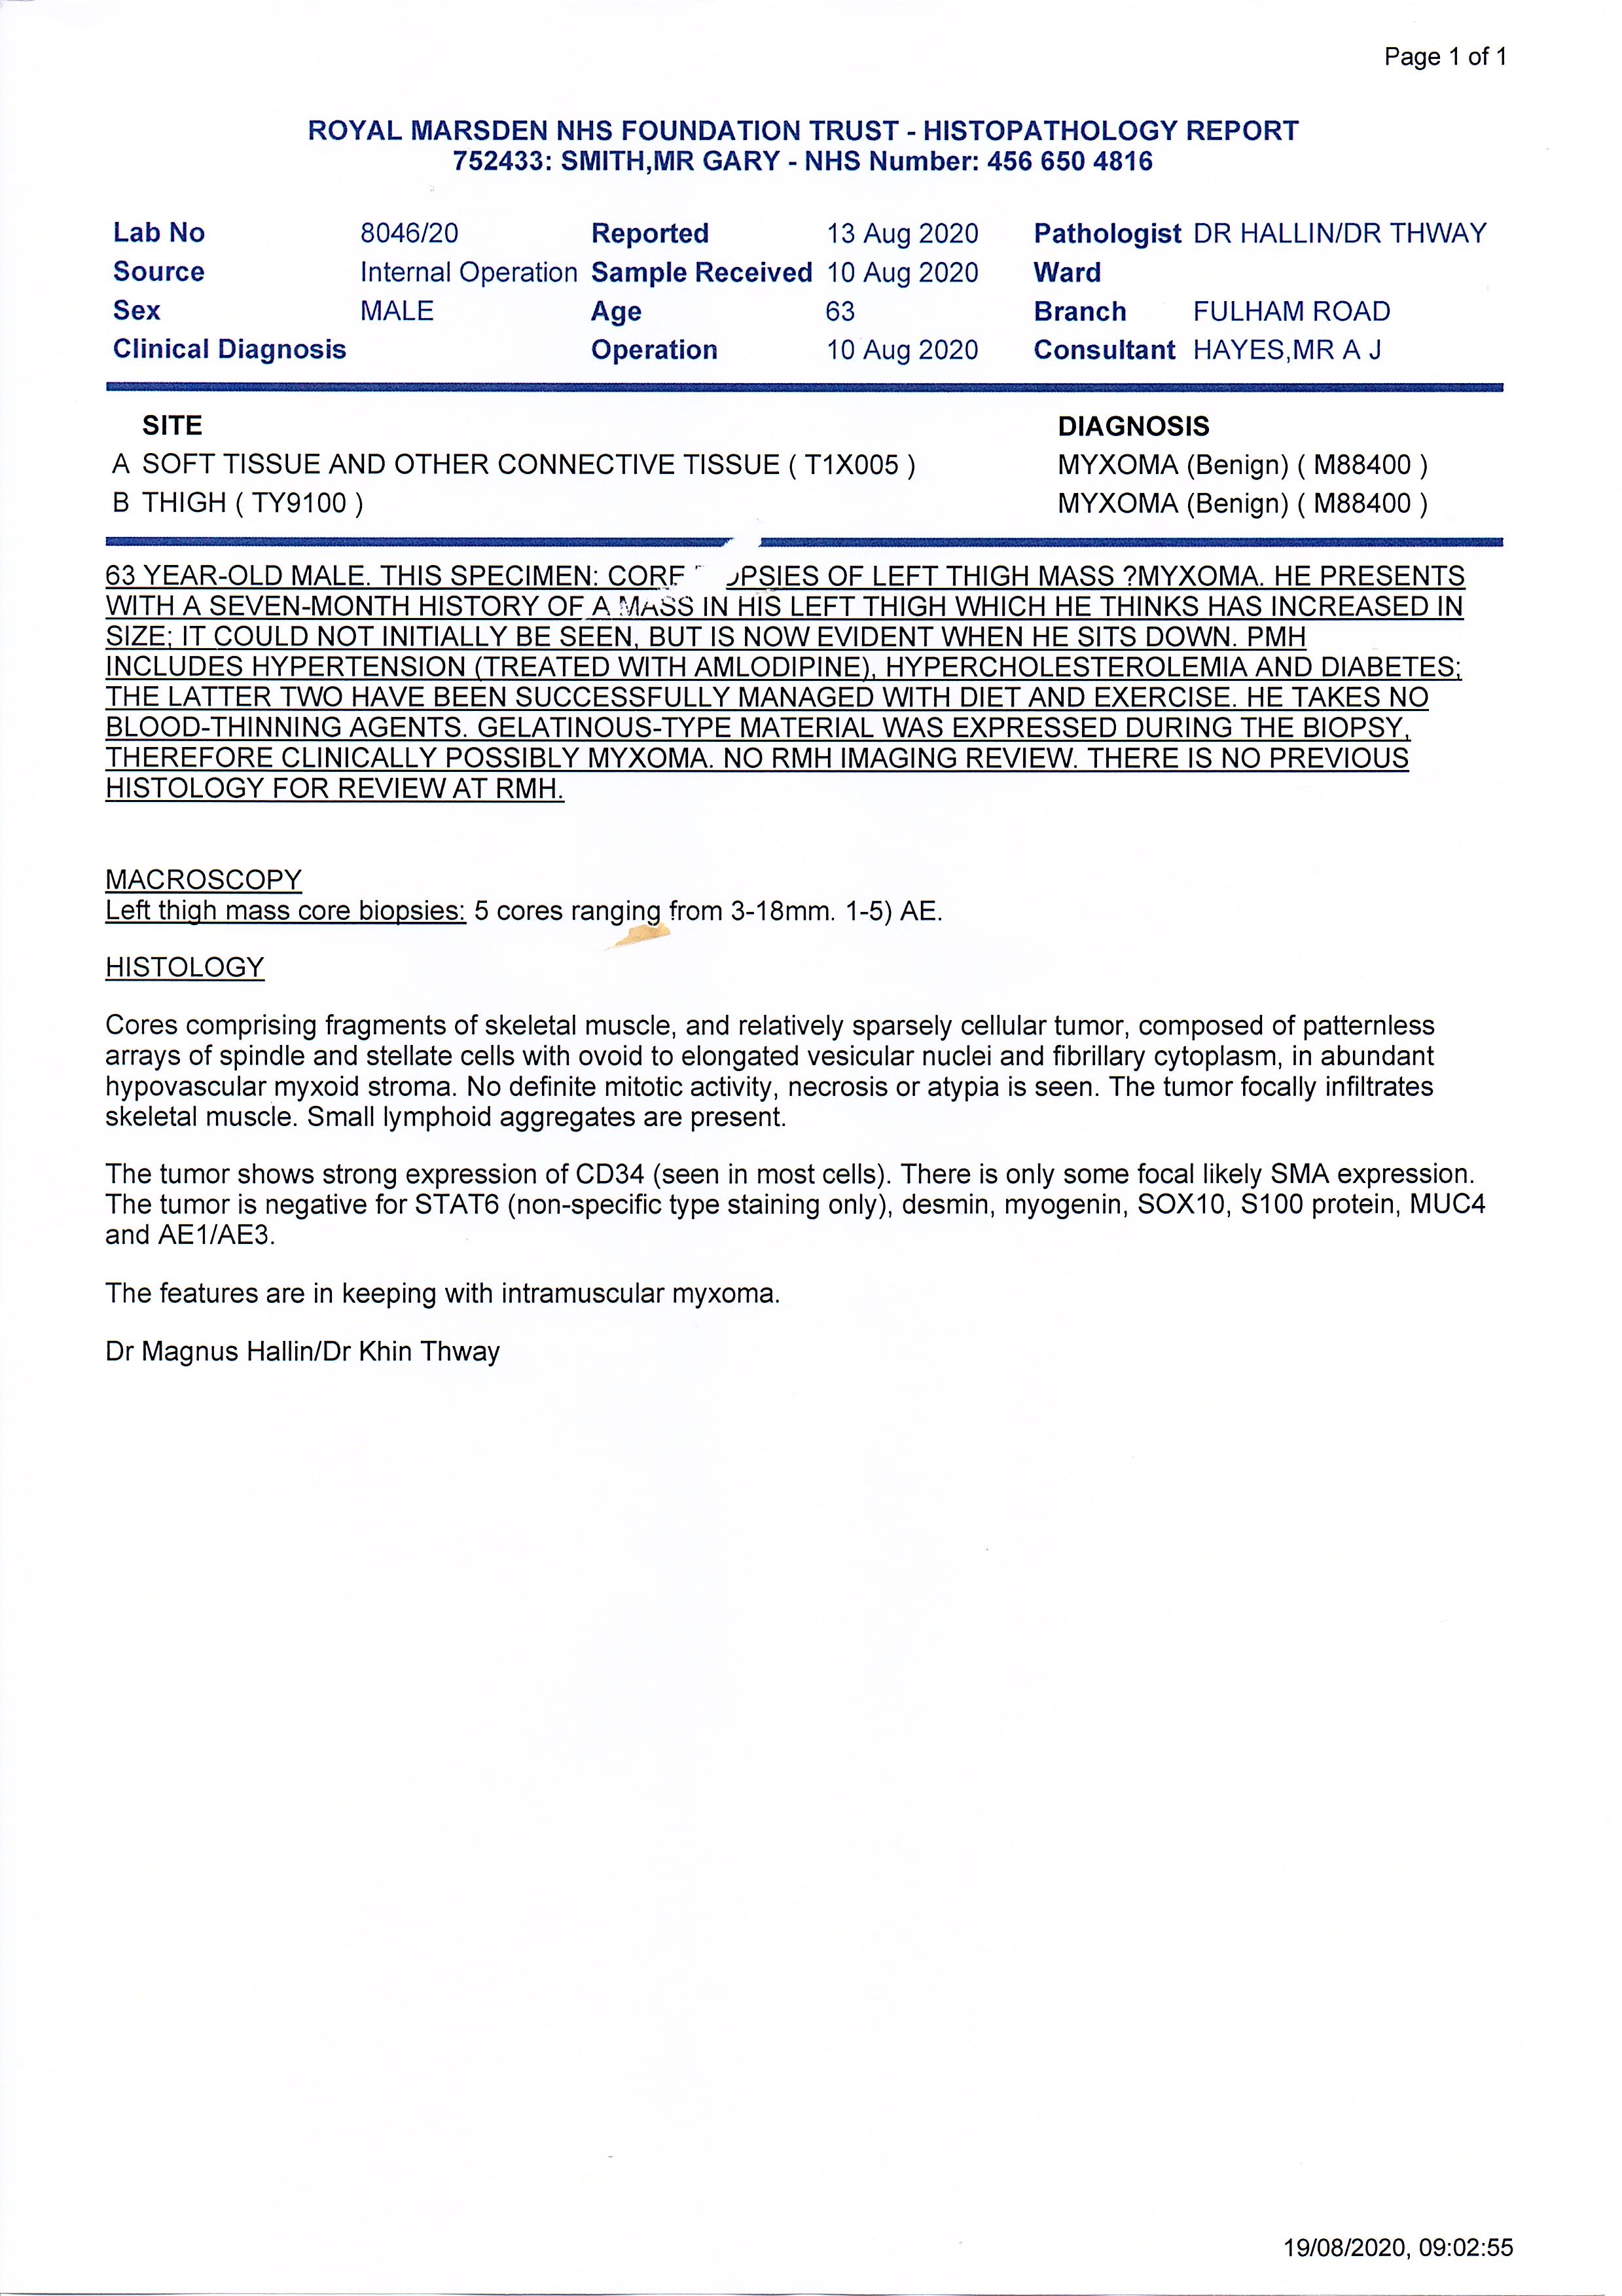 Page 1 of 1
ROYAL MARSDEN NHS FOUNDATION TRUST - HISTOPATHOLOGY REPORT
752433: SMITH,MR GARY - NHS Number: 456 650 4816
Lab No 8046/20 Reported 13 Aug 2020 Pathologist DR HALLIN/DR THWAY
Source Internal Operation Sample Received 10 Aug 2020 Ward
Sex MALE Age 63 Branch FULHAM ROAD
Clinical Diagnosis Operation 10 Aug 2020 Consultant HAYES,MR A J
SITE DIAGNOSIS
A SOFT TISSUE AND OTHER CONNECTIVE TISSUE ( T1X005 ) MYXOMA (Benign) ( M88400 )
B THIGH ( TY9100 ) MYXOMA (Benign) ( M88400 )
63 YEAR-OLD MALE. THIS SPECIMEN: CORE OPSIES OF LEFT THIGH MASS ?MYXOMA. HE PRESENTS
WITH A SEVEN-MONTH HISTORY OF A MASS IN HIS LEFT THIGH WHICH HE THINKS HAS INCREASED IN
SIZE; IT COULD NOT INITIALLY BE SEEN, BUT IS NOW EVIDENT WHEN HE SITS DOWN. PMH
INCLUDES HYPERTENSION (TREATED WITH AMLODIPINE), HYPERCHOLESTEROLEMIA AND DIABETES;
THE LATTER TWO HAVE BEEN SUCCESSFULLY MANAGED WITH DIET AND EXERCISE. HE TAKES NO
BLOOD-THINNING AGENTS. GELATINOUS-TYPE MATERIAL WAS EXPRESSED DURING THE BIOPSY,
THEREFORE CLINICALLY POSSIBLY MYXOMA. NO RMH IMAGING REVIEW. THERE IS NO PREVIOUS
HISTOLOGY FOR REVIEW AT RMH.
MACROSCOPY
Left thigh mass core biopsies: 5 cores ranging from 3-18mm. 1-5) AE.
HISTOLOGY
Cores comprising fragments of skeletal muscle, and relatively sparsely cellular tumor, composed of patternless
arrays of spindle and stellate cells with ovoid to elongated vesicular nuclei and fibrillary cytoplasm, in abundant
hypovascular myxoid stroma. No definite mitotic activity, necrosis or atypia is seen. The tumor focally infiltrates
skeletal muscle. Small lymphoid aggregates are present.
The tumor shows strong expression of CD34 (seen in most cells). There is only some focal likely SMA expression.
The tumor is negative for STAT6 (non-specific type staining only), desmin, myogenin, SOX10, S100 protein, MUC4
and AE1/AE3.
The features are in keeping with intramuscular myxoma.
Dr Magnus Hallin/Dr Khin Thway
19/08/2020, 09:02:55